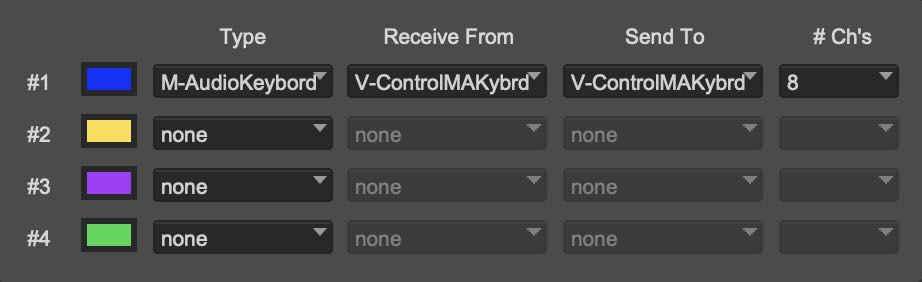 Type Receive From Send To # Ch's
#1 M-AudioKeybord V-ControlMAKybrd V-ControlMAKybrd 8
#2 none none none
#3 none none none
#4 none none none